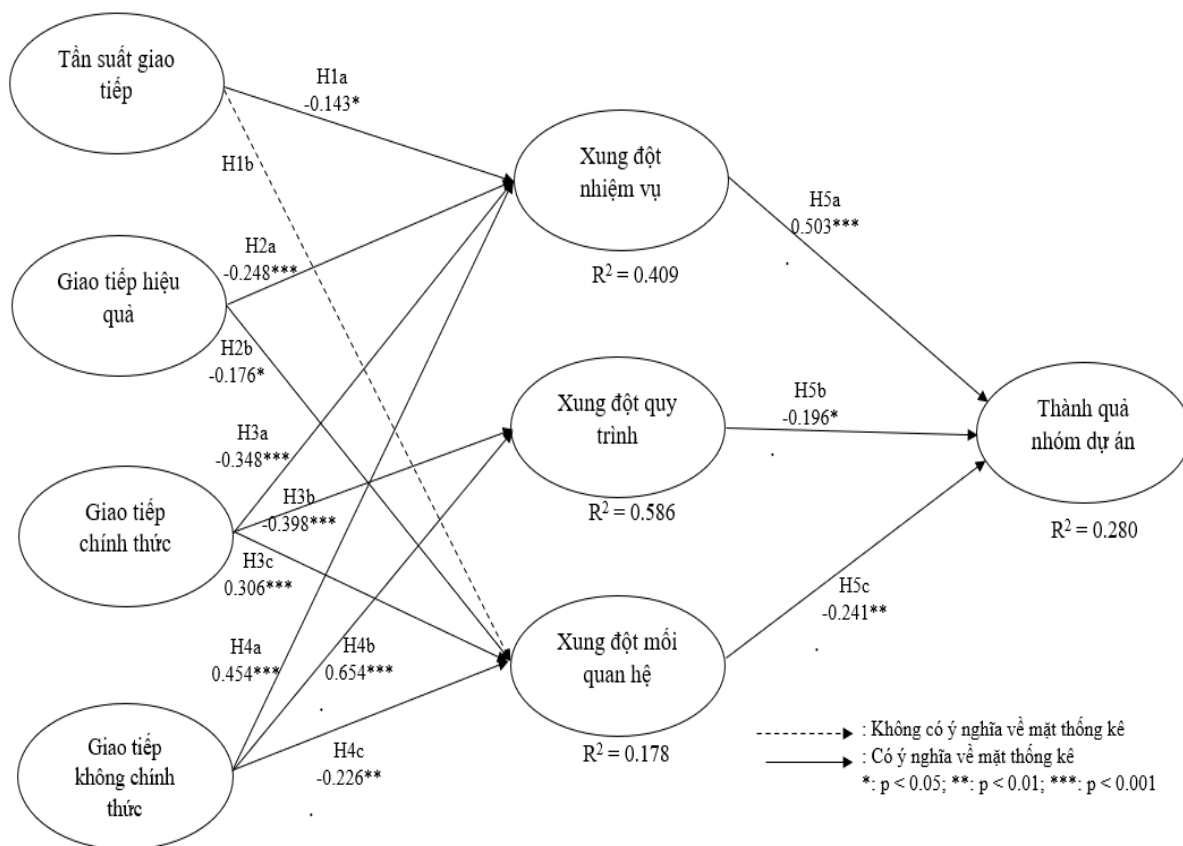 Tần suất giao
tiếp
H1a
-0.143*
H1b
Xung đột
nhiệm vụ
R² = 0.409
H5a
0.503***
H2a
-0.248***
Giao tiếp hiệu
quả
H2b
-0.176*
Xung đột quy
trình
R² = 0.586
H5b
-0.196*
Thành quả
nhóm dự án
R² = 0.280
H3a
-0.348***
Giao tiếp
chính thức
H3b
-0.398***
H3c
0.306***
H4a
0.454***
H4b
0.654***
Xung đột mối
quan hệ
R² = 0.178
H5c
-0.241**
Giao tiếp
không chính
thức
H4c
-0.226**
: Không có ý nghĩa về mặt thống kê
: Có ý nghĩa về mặt thống kê
*: p < 0.05; **: p < 0.01; ***: p < 0.001